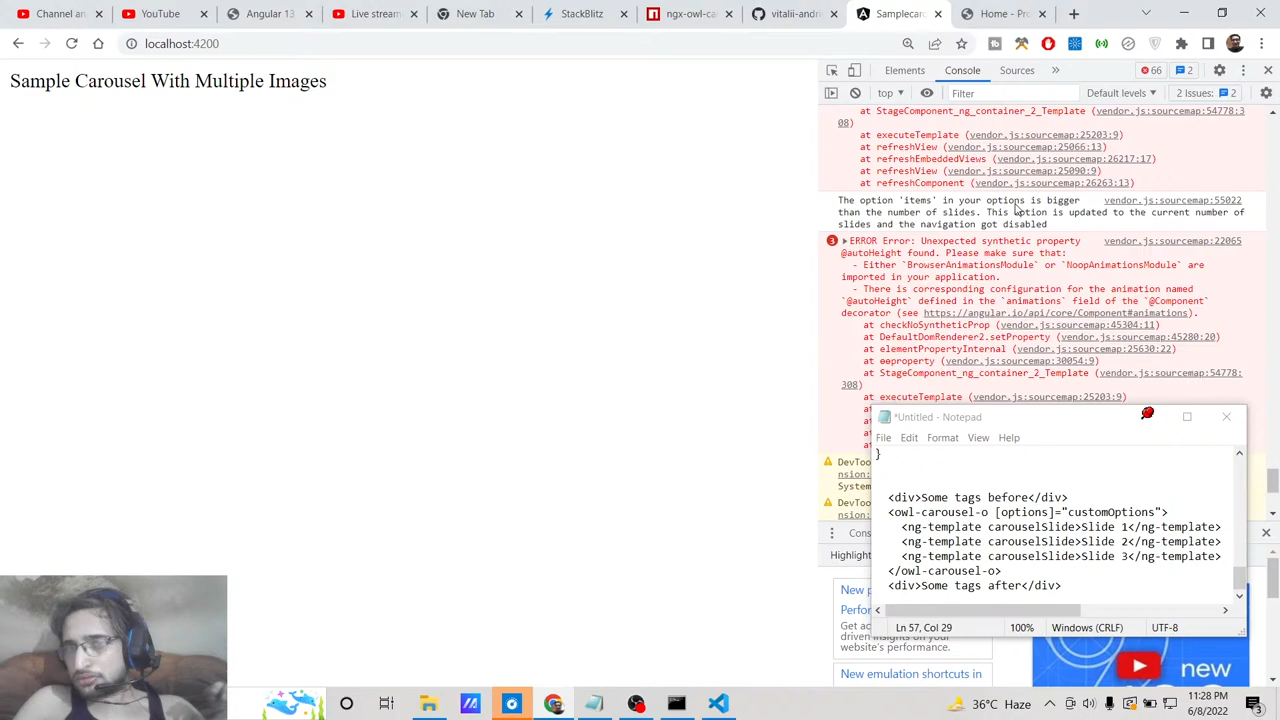 Channel anal
YouTube
Angular 13
Live stream
New Tab
StackBlitz
ngx-owl-ca
vitalii-andrie
Samplecaro
Home - Pro
localhost:4200
Sample Carousel With Multiple Images
Elements
Console
Sources
66
2
top
Filter
Default levels
2 Issues:
2
at StageComponent_ng_container_2_Template (vendor.js:sourcemap:54778:3
08)
at executeTemplate (vendor.js:sourcemap:25203:9)
at refreshView (vendor.js:sourcemap:25066:13)
at refreshEmbeddedViews (vendor.js:sourcemap:26217:17)
at refreshView (vendor.js:sourcemap:25090:9)
at refreshComponent (vendor.js:sourcemap:26263:13)
The option 'items' in your options is bigger vendor.js:sourcemap:55022
than the number of slides. This option is updated to the current number of
slides and the navigation got disabled
3 ERROR Error: Unexpected synthetic property vendor.js:sourcemap:22065
@autoHeight found. Please make sure that:
- Either `BrowserAnimationsModule` or `NoopAnimationsModule` are
imported in your application.
- There is corresponding configuration for the animation named
`@autoHeight` defined in the `animations` field of the `@Component`
decorator (see https://angular.io/api/core/Component#animations).
at checkNoSyntheticProp (vendor.js:sourcemap:45304:11)
at DefaultDomRenderer2.setProperty (vendor.js:sourcemap:45280:20)
at elementPropertyInternal (vendor.js:sourcemap:25630:22)
at ɵɵproperty (vendor.js:sourcemap:30054:9)
at StageComponent_ng_container_2_Template (vendor.js:sourcemap:54778:
308)
at executeTemplate (vendor.js:sourcemap:25203:9)
*Untitled - Notepad
File Edit Format View Help
}
<div>Some tags before</div>
<owl-carousel-o [options]="customOptions">
<ng-template carouselSlide>Slide 1</ng-template>
<ng-template carouselSlide>Slide 2</ng-template>
<ng-template carouselSlide>Slide 3</ng-template>
</owl-carousel-o>
<div>Some tags after</div>
Ln 57, Col 29
100%
Windows (CRLF)
UTF-8
DevToo
nsion:
System
DevToo
nsion:
Cons
Highlight
New p
Perfor
Get ac
driven insights on your
website's performance.
New emulation shortcuts in
new
36°C Haze
11:28 PM
6/8/2022
3